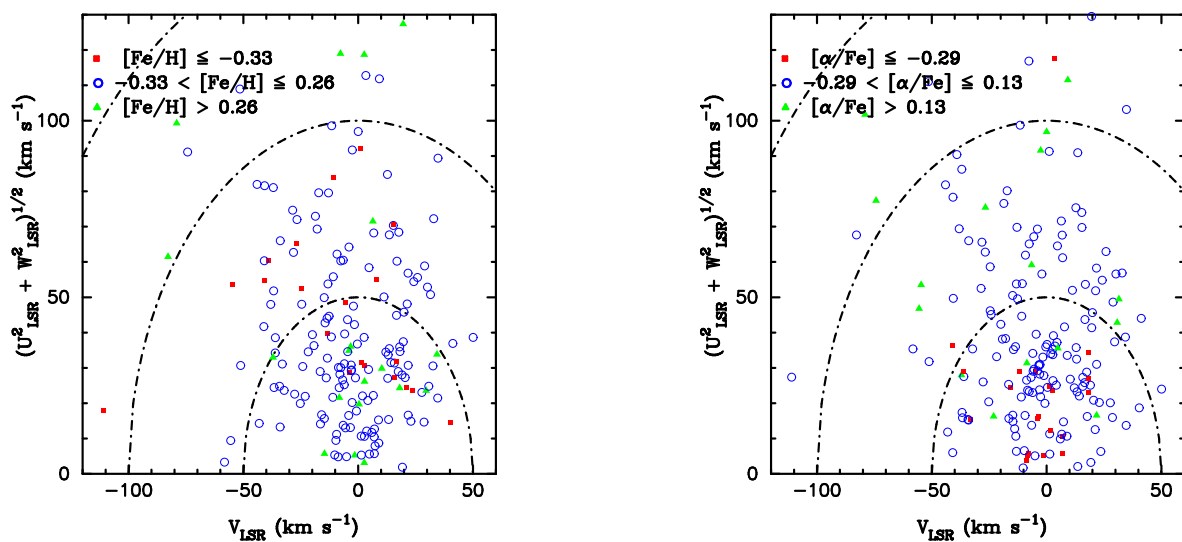 [Fe/H] ≦ −0.33
−0.33 < [Fe/H] ≦ 0.26
[Fe/H] > 0.26
(U²LSR + W²LSR)^1/2 (km s⁻¹)
100
50
0
−100 −50 0 50
VLSR (km s⁻¹)
[α/Fe] ≦ −0.29
−0.29 < [α/Fe] ≦ 0.13
[α/Fe] > 0.13
(U²LSR + W²LSR)^1/2 (km s⁻¹)
100
50
0
−100 −50 0 50
VLSR (km s⁻¹)